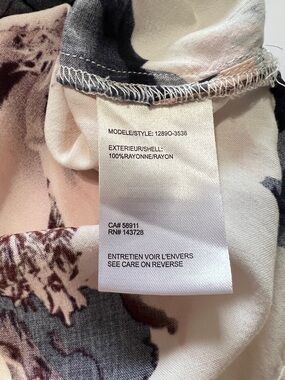 MODELE/STYLE: 1289O-3538
EXTERIEUR/SHELL:
100%RAYONNE/RAYON
CA# 56911
RN# 143728
ENTRETIEN VOIR L'ENVERS
SEE CARE ON REVERSE